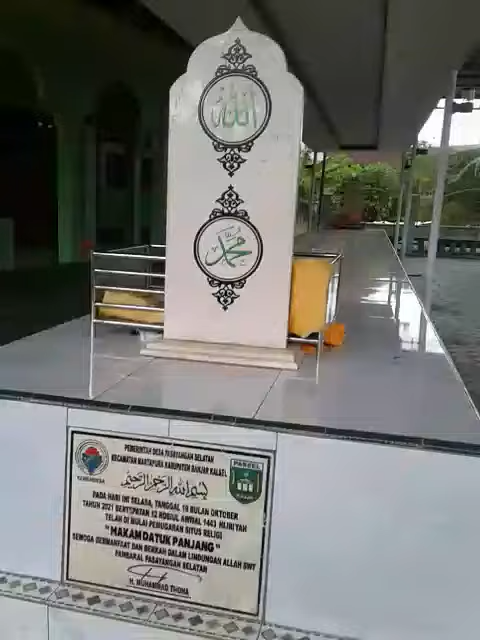 الله
محمد
PEMERINTAH DESA PASAYANGAN SELATAN
KECAMATAN MARTAPURA KABUPATEN BANJAR KALSEL
بسم الله الرحمن الرحيم
PANSEL
PADA HARI INI SELASA, TANGGAL 19 BULAN OKTOBER
TAHUN 2021 BERTEPATAN 12 ROBIUL AWWAL 1443 HIJRIYAH
TELAH DI MULAI PEMUGARAN SITUS RELIGI
" MAKAM DATUK PANJANG "
SEMOGA BERMANFAAT DAN BERKAH DALAM LINDUNGAN ALLAH SWT
PAMBAKAL PASAYANGAN SELATAN
H. MUHAMMAD THOHA